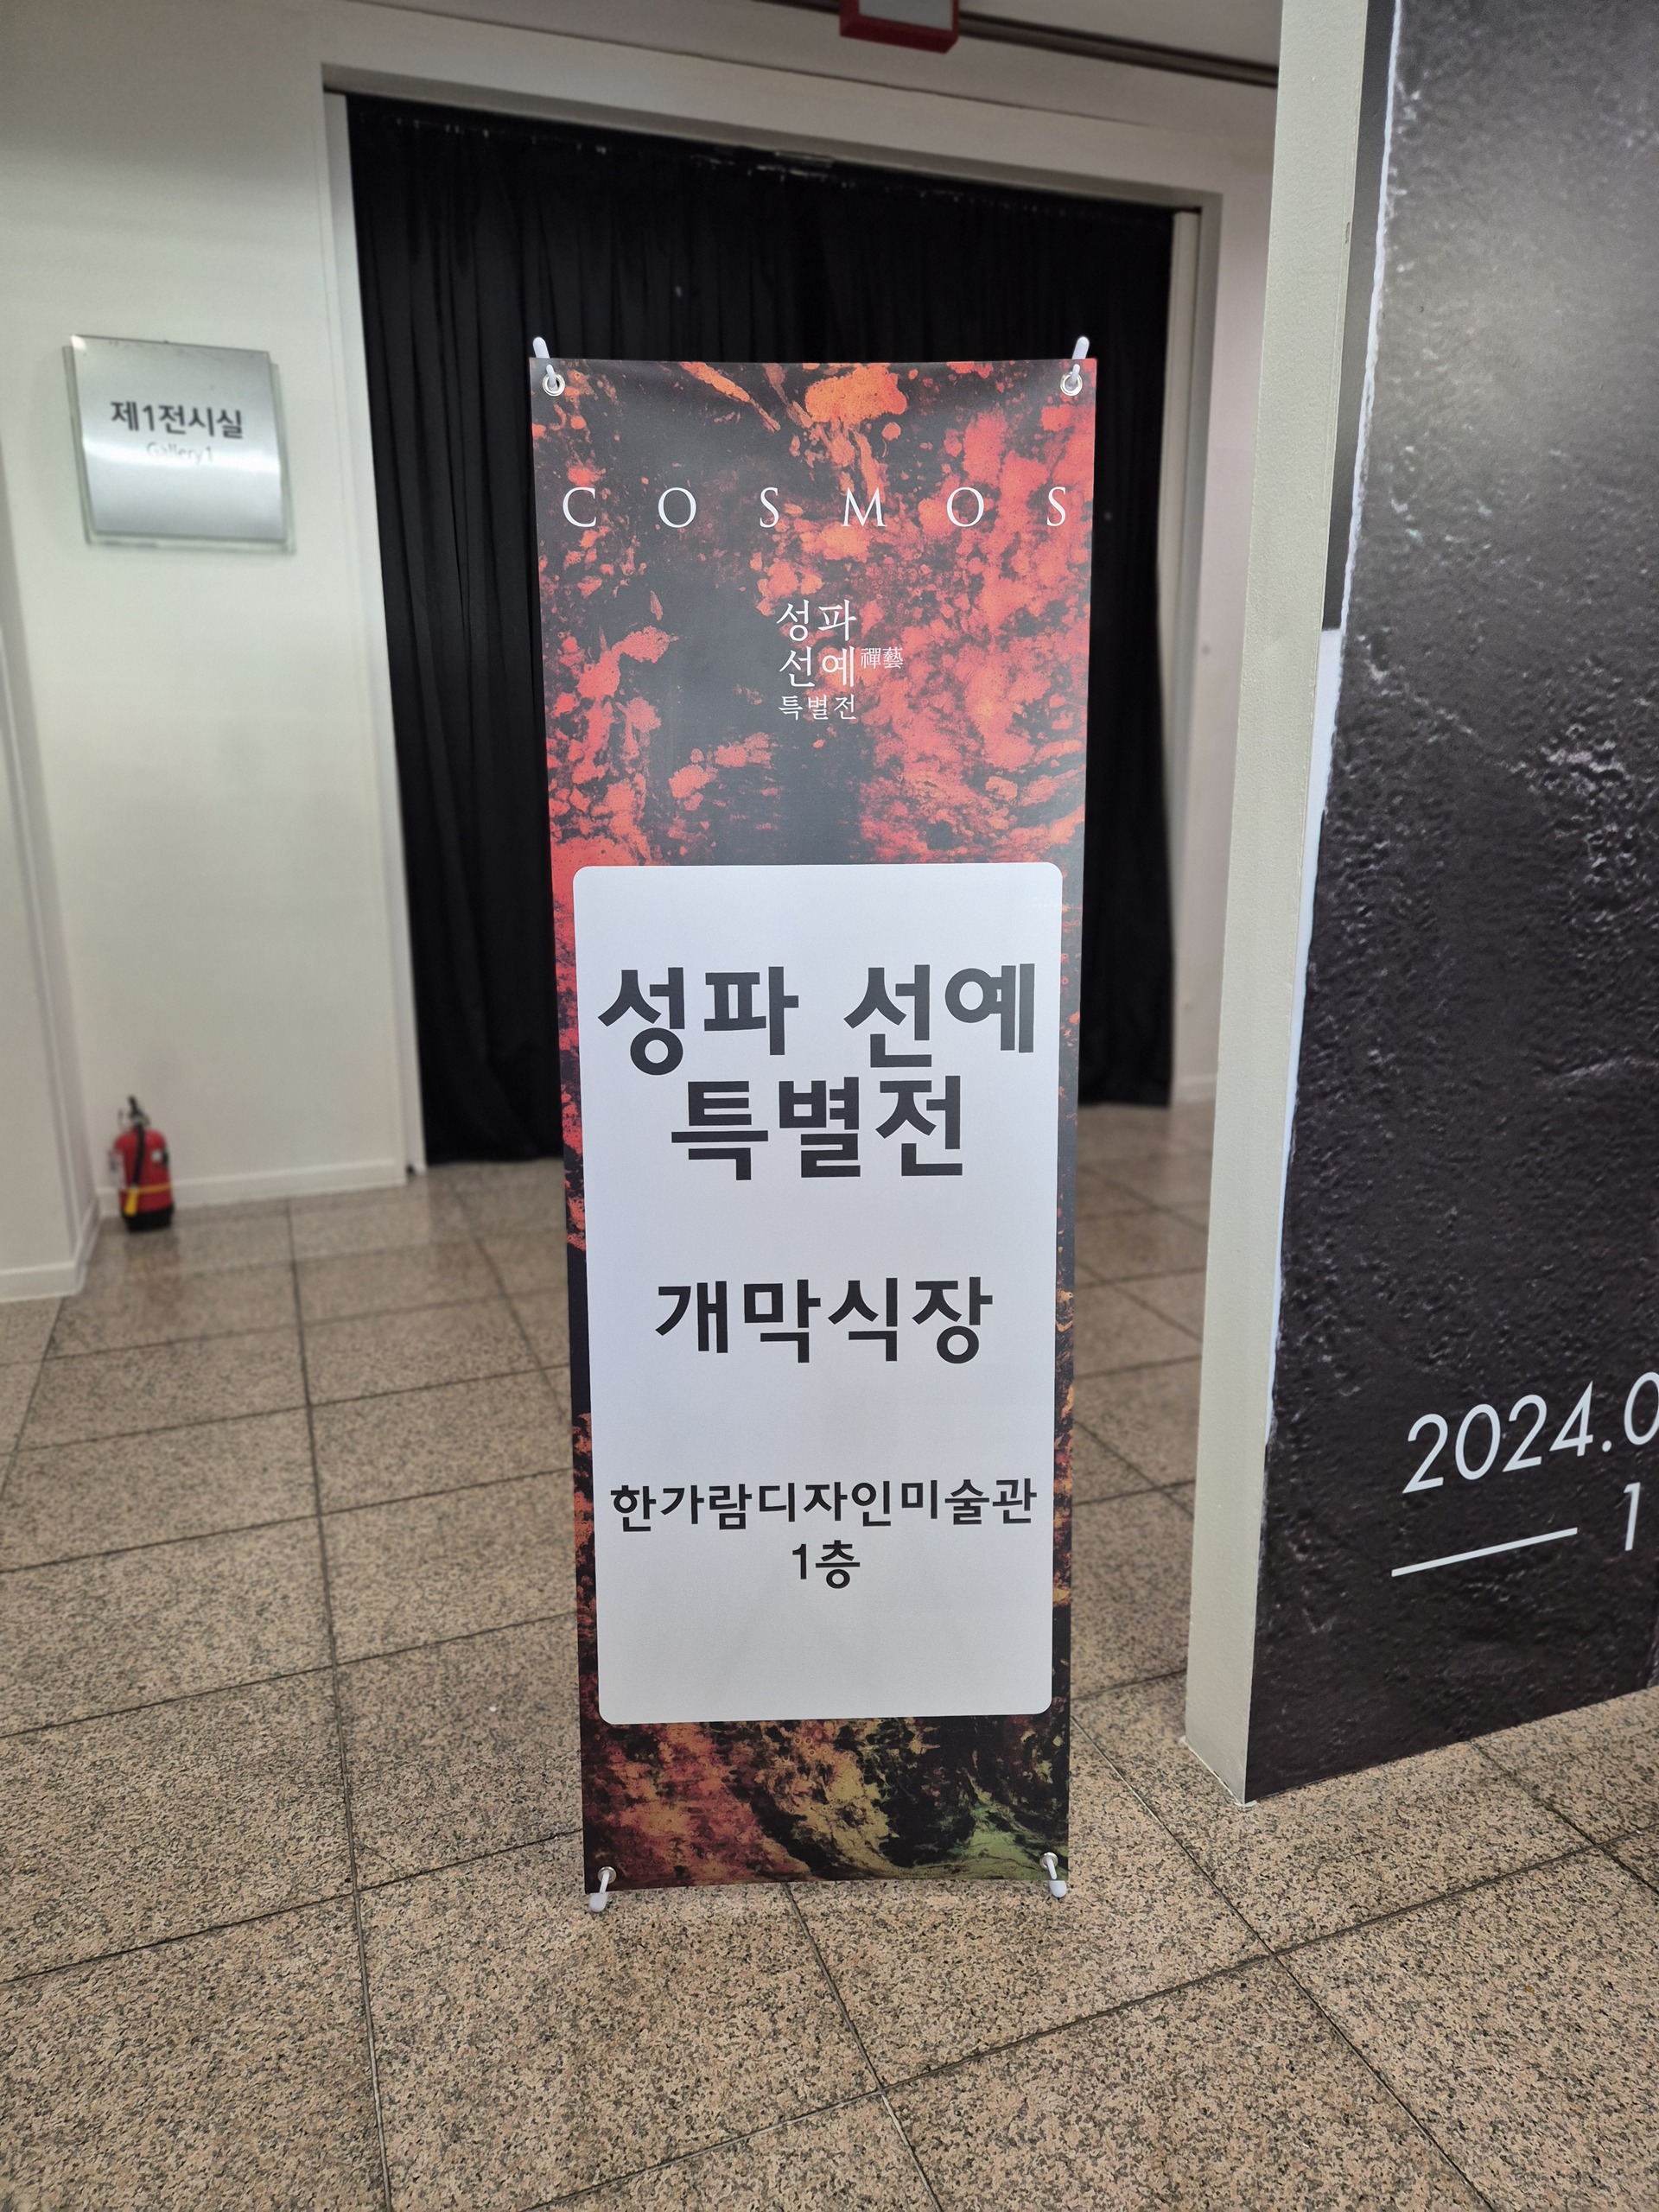 제1전시실
Gallery1
COSMOS
성파
선예禪藝
특별전
성파 선예
특별전
개막식장
한가람디자인미술관
1층
2024.0
1